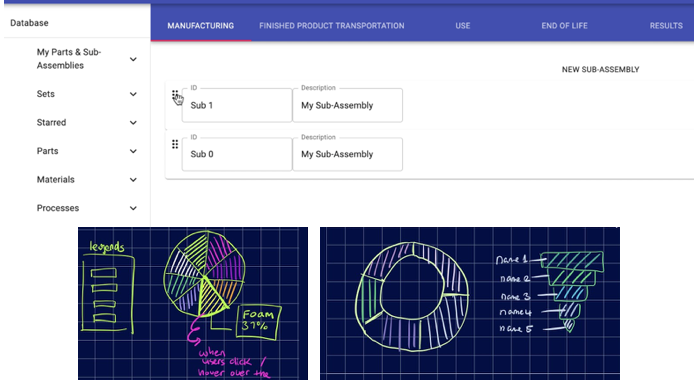 Database
MANUFACTURING
FINISHED PRODUCT TRANSPORTATION
USE
END OF LIFE
RESULTS
My Parts & Sub-
Assemblies
Sets
Starred
Parts
Materials
Processes
NEW SUB-ASSEMBLY
ID
Description
Sub 1
My Sub-Assembly
ID
Description
Sub 0
My Sub-Assembly
legends
Foam
37%
when
users click /
hover over the
name 1
name 2
name 3
name 4
name 5